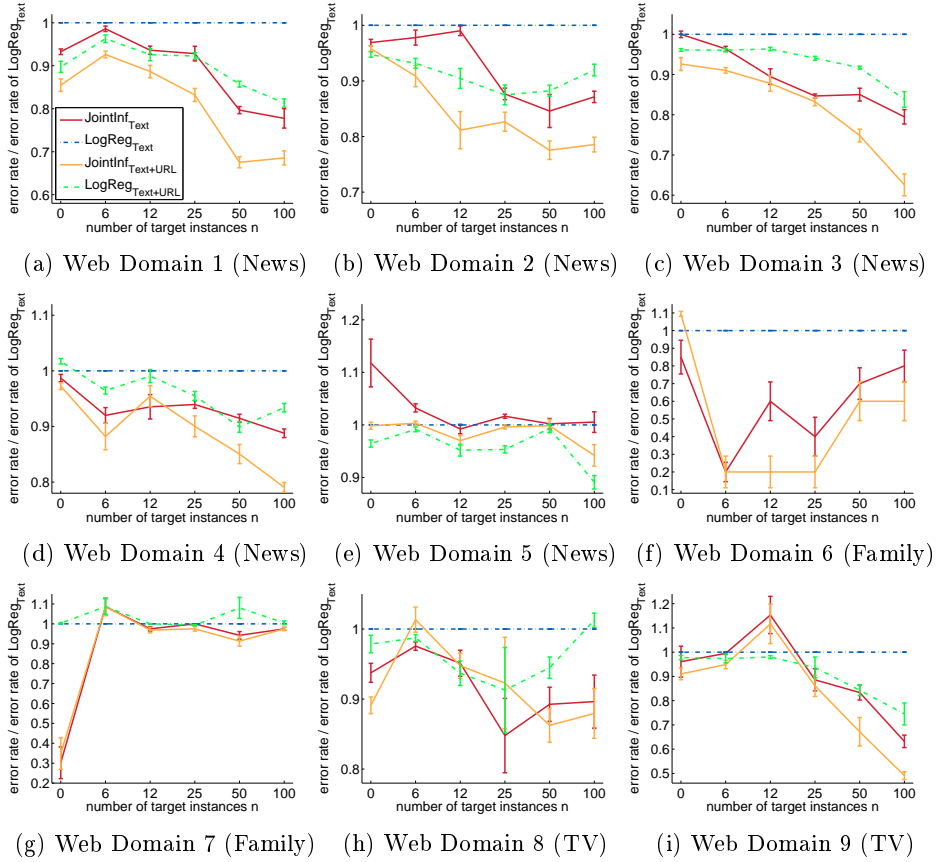 error rate / error rate of LogReg_Text
1
0.9
0.8
0.7
0.6
JointInf_Text
LogReg_Text
JointInf_Text+URL
LogReg_Text+URL
0 6 12 25 50 100
number of target instances n
(a) Web Domain 1 (News)
error rate / error rate of LogReg_Text
1
0.9
0.8
0.7
0 6 12 25 50 100
number of target instances n
(b) Web Domain 2 (News)
error rate / error rate of LogReg_Text
1
0.9
0.8
0.7
0.6
0 6 12 25 50 100
number of target instances n
(c) Web Domain 3 (News)
error rate / error rate of LogReg_Text
1.1
1
0.9
0.8
0 6 12 25 50 100
number of target instances n
(d) Web Domain 4 (News)
error rate / error rate of LogReg_Text
1.2
1.1
1
0.9
0 6 12 25 50 100
number of target instances n
(e) Web Domain 5 (News)
error rate / error rate of LogReg_Text
1.1
1
0.9
0.8
0.7
0.6
0.5
0.4
0.3
0.2
0.1
0 6 12 25 50 100
number of target instances n
(f) Web Domain 6 (Family)
error rate / error rate of LogReg_Text
1.1
1
0.9
0.8
0.7
0.6
0.5
0.4
0.3
0.2
0 6 12 25 50 100
number of target instances n
(g) Web Domain 7 (Family)
error rate / error rate of LogReg_Text
1
0.9
0.8
0 6 12 25 50 100
number of target instances n
(h) Web Domain 8 (TV)
error rate / error rate of LogReg_Text
1.2
1.1
1
0.9
0.8
0.7
0.6
0.5
0 6 12 25 50 100
number of target instances n
(i) Web Domain 9 (TV)